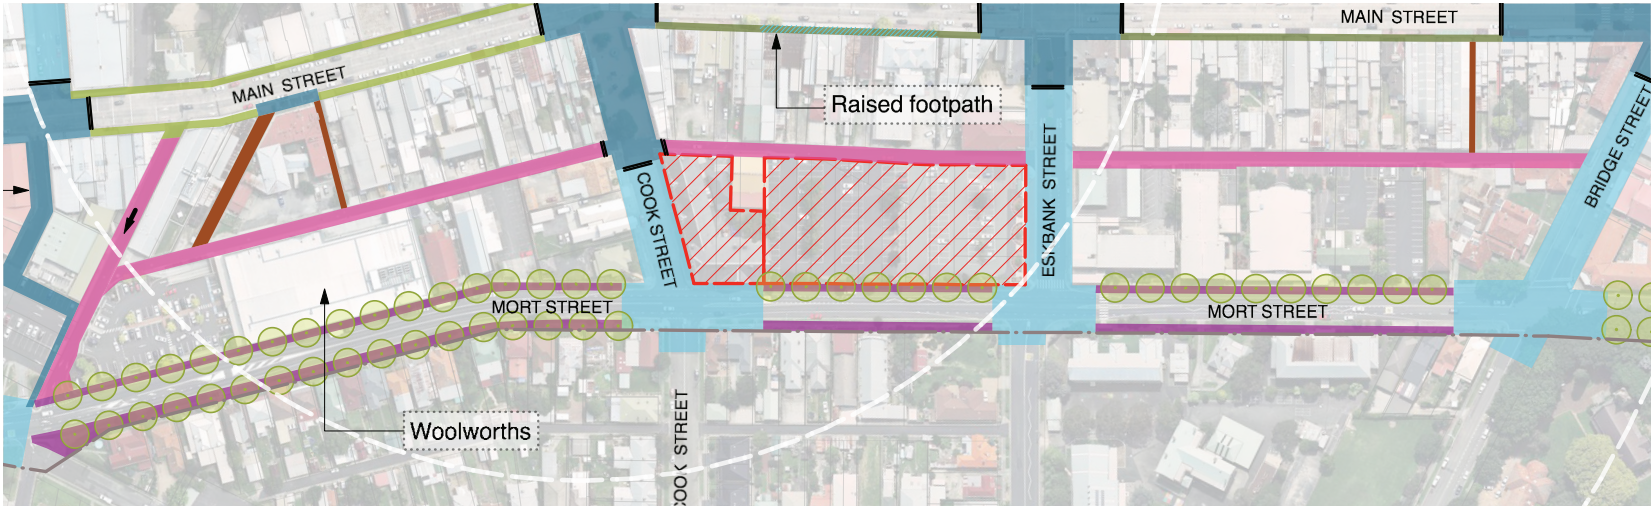 MAIN STREET
MAIN STREET
Raised footpath
COOK STREET
ESKBANK STREET
BRIDGE STREET
MORT STREET
MORT STREET
Woolworths
COOK STREET